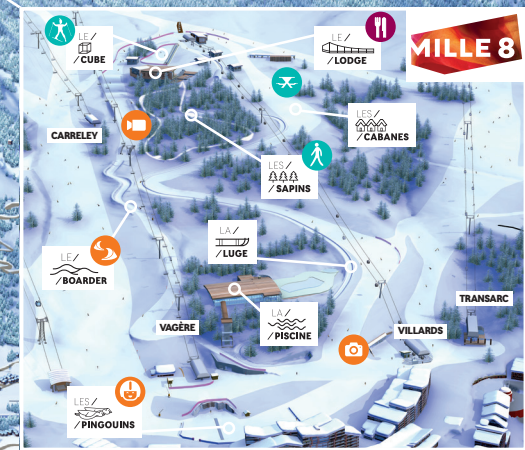 LE/
/CUBE
LE/
/LODGE
MILLE 8
LES/
/CABANES
CARRELEY
LES/
/SAPINS
LA/
/LUGE
LE/
/BOARDER
TRANSARC
VAGÈRE
LA/
/PISCINE
VILLARDS
LES/
/PINGOUINS